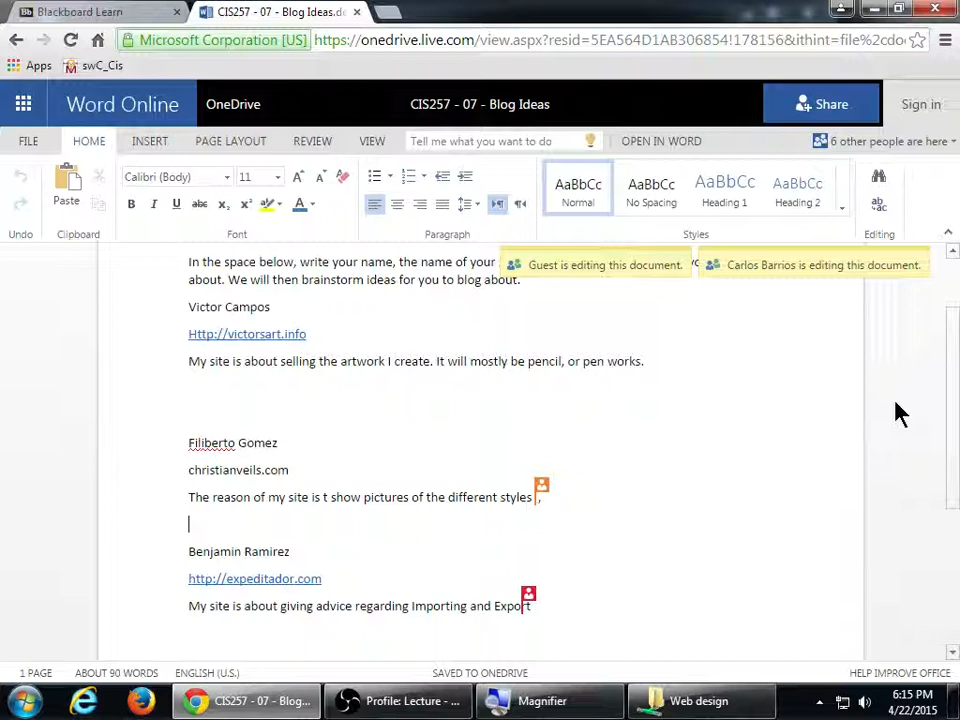 Blackboard Learn
CIS257 - 07 - Blog Ideas.d
Microsoft Corporation [US] https://onedrive.live.com/view.aspx?resid=5EA564D1AB306854!178156&ithint=file%2cdo
Apps swC_Cis
Word Online OneDrive CIS257 - 07 - Blog Ideas Share Sign in
FILE HOME INSERT PAGE LAYOUT REVIEW VIEW Tell me what you want to do OPEN IN WORD 6 other people are here
Calibri (Body) 11
Paste
B I U abc x₂ x² A
AaBbCc AaBbCc AaBbCc AaBbCc
Normal No Spacing Heading 1 Heading 2
Undo Clipboard Font Paragraph Styles Editing
In the space below, write your name, the name of your
Guest is editing this document. Carlos Barrios is editing this document.
about. We will then brainstorm ideas for you to blog about.
Victor Campos
Http://victorsart.info
My site is about selling the artwork I create. It will mostly be pencil, or pen works.
Filiberto Gomez
christianveils.com
The reason of my site is t show pictures of the different styles ,
Benjamin Ramirez
http://expeditador.com
My site is about giving advice regarding Importing and Export
1 PAGE ABOUT 90 WORDS ENGLISH (U.S.) SAVED TO ONEDRIVE HELP IMPROVE OFFICE
CIS257 - 07 - Blog... Profile: Lecture - ... Magnifier Web design
6:15 PM
4/22/2015